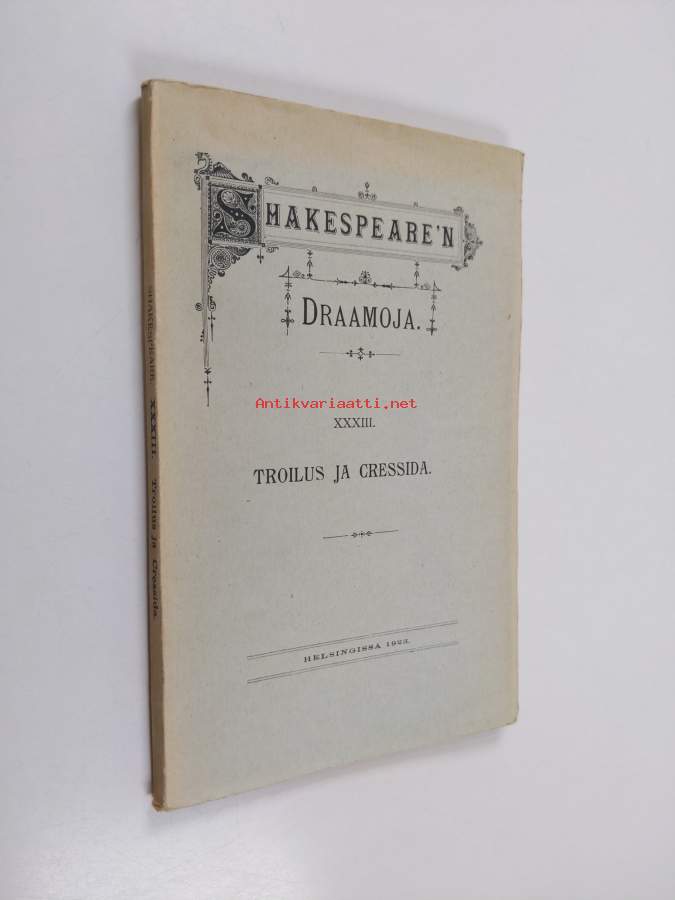 SHAKESPEARE'N
DRAAMOJA.
Antikvariaatti.net
XXXIII.
TROILUS JA CRESSIDA.
HELSINGISSÄ 1923.
SHAKESPEARE. XXXIII. Troilus ja Cressida.